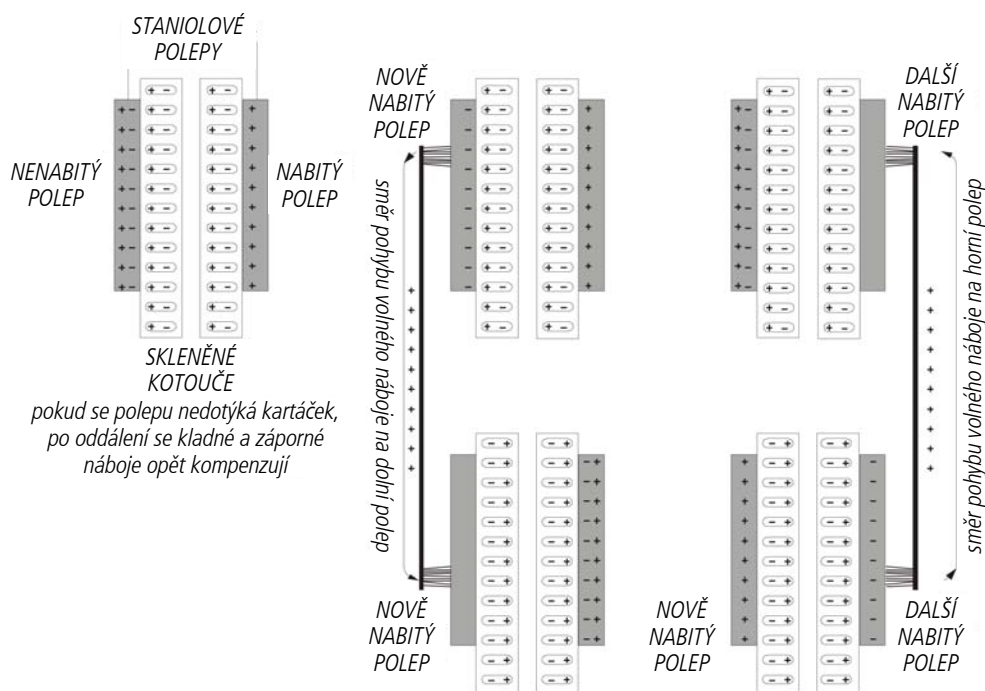 STANIOLOVÉ
POLEPY
NENABITÝ
POLEP
NABITÝ
POLEP
SKLENĚNÉ
KOTOUČE
pokud se polepu nedotýká kartáček,
po oddálení se kladné a záporné
náboje opět kompenzují
NOVĚ
NABITÝ
POLEP
směr pohybu volného náboje na dolní polep
NOVĚ
NABITÝ
POLEP
DALŠÍ
NABITÝ
POLEP
směr pohybu volného náboje na horní polep
NOVĚ
NABITÝ
POLEP
DALŠÍ
NABITÝ
POLEP